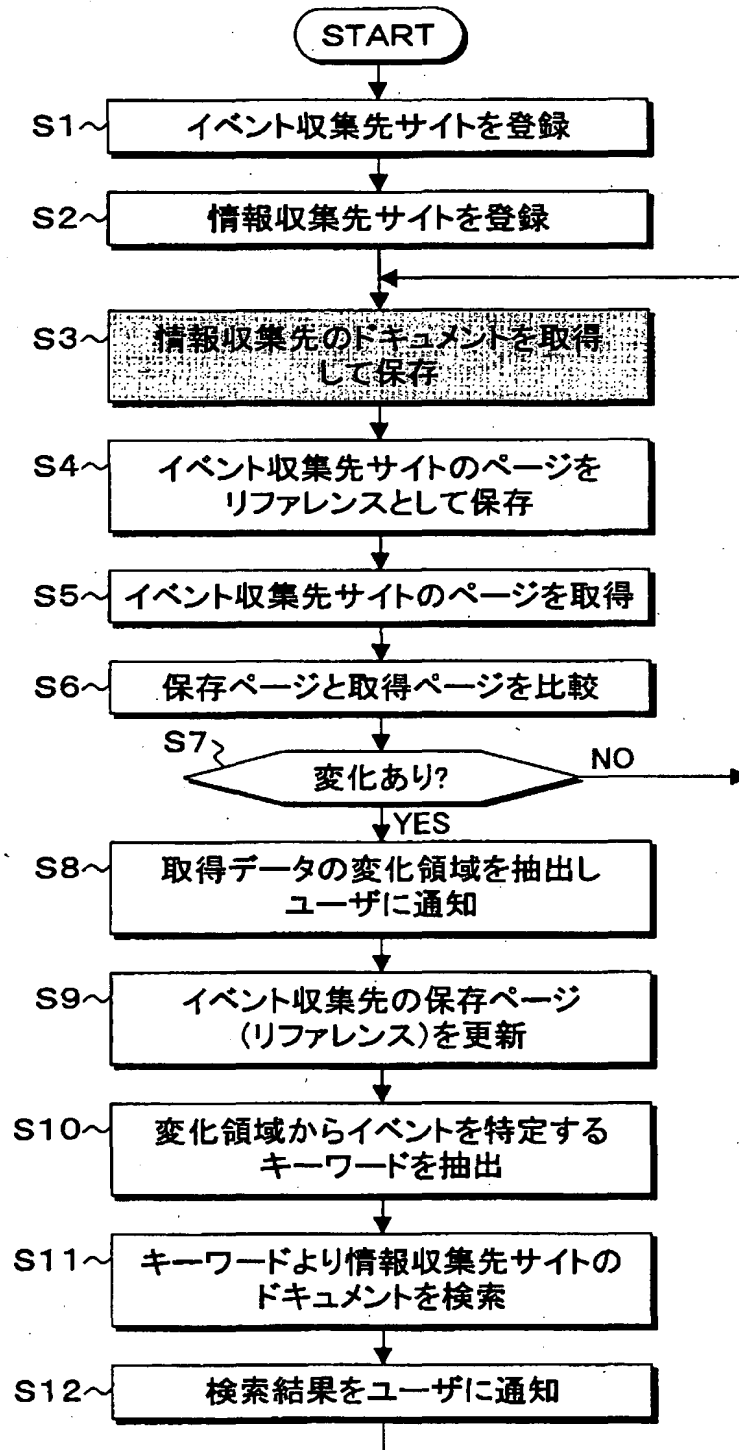 START
S1～ イベント収集先サイトを登録
S2～ 情報収集先サイトを登録
S3～ 情報収集先のドキュメントを取得
して保存
S4～ イベント収集先サイトのページを
リファレンスとして保存
S5～ イベント収集先サイトのページを取得
S6～ 保存ページと取得ページを比較
S7
変化あり?
NO
YES
S8～ 取得データの変化領域を抽出し
ユーザに通知
S9～ イベント収集先の保存ページ
(リファレンス)を更新
S10～ 変化領域からイベントを特定する
キーワードを抽出
S11～ キーワードより情報収集先サイトの
ドキュメントを検索
S12～ 検索結果をユーザに通知